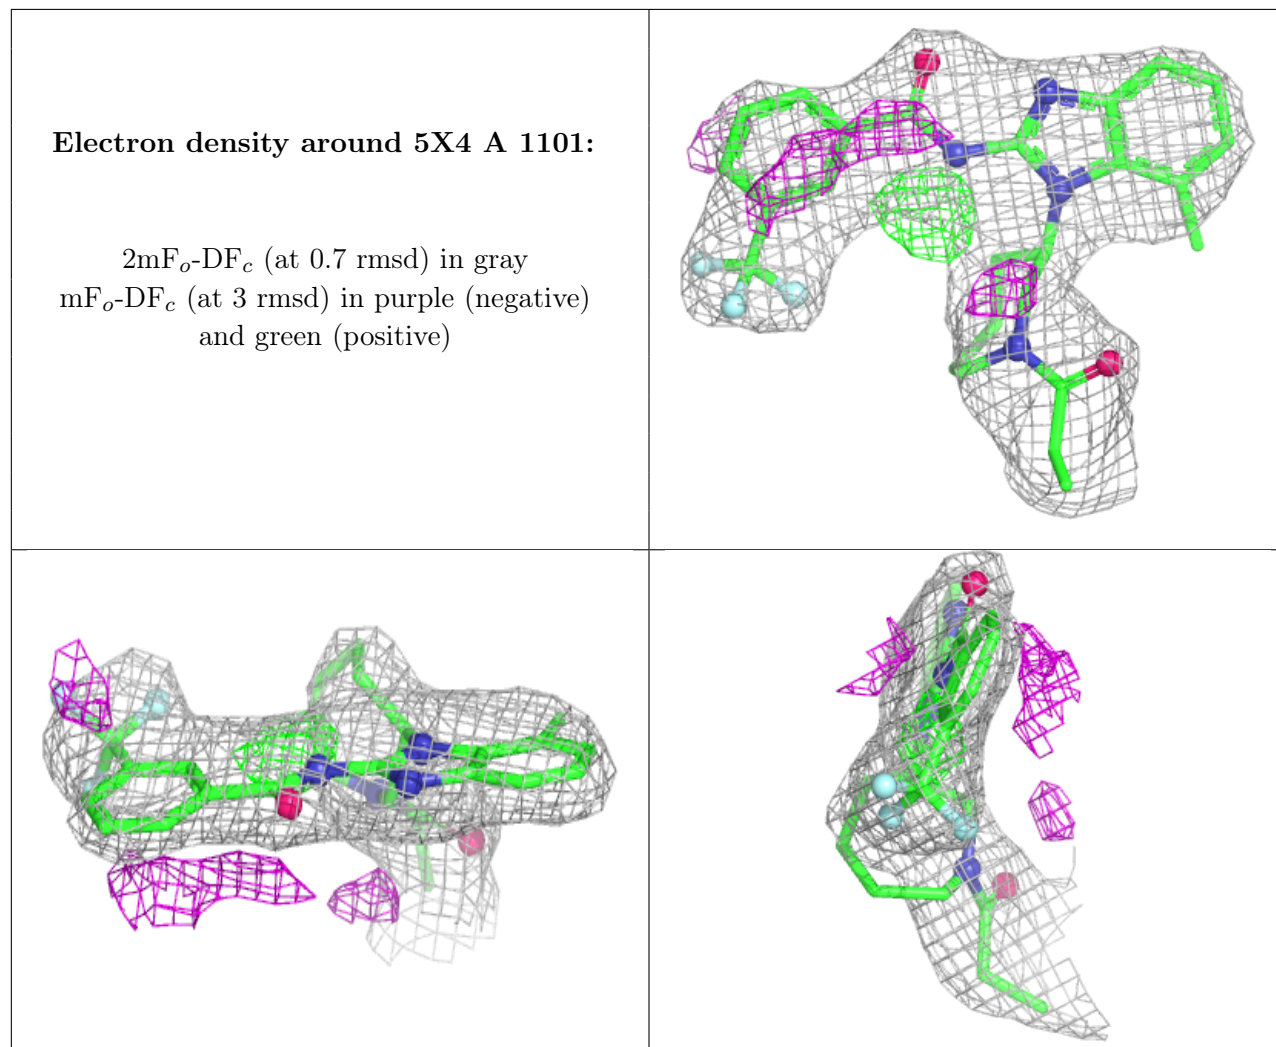 Electron density around 5X4 A 1101:
2mFo-DFc (at 0.7 rmsd) in gray
mFo-DFc (at 3 rmsd) in purple (negative)
and green (positive)